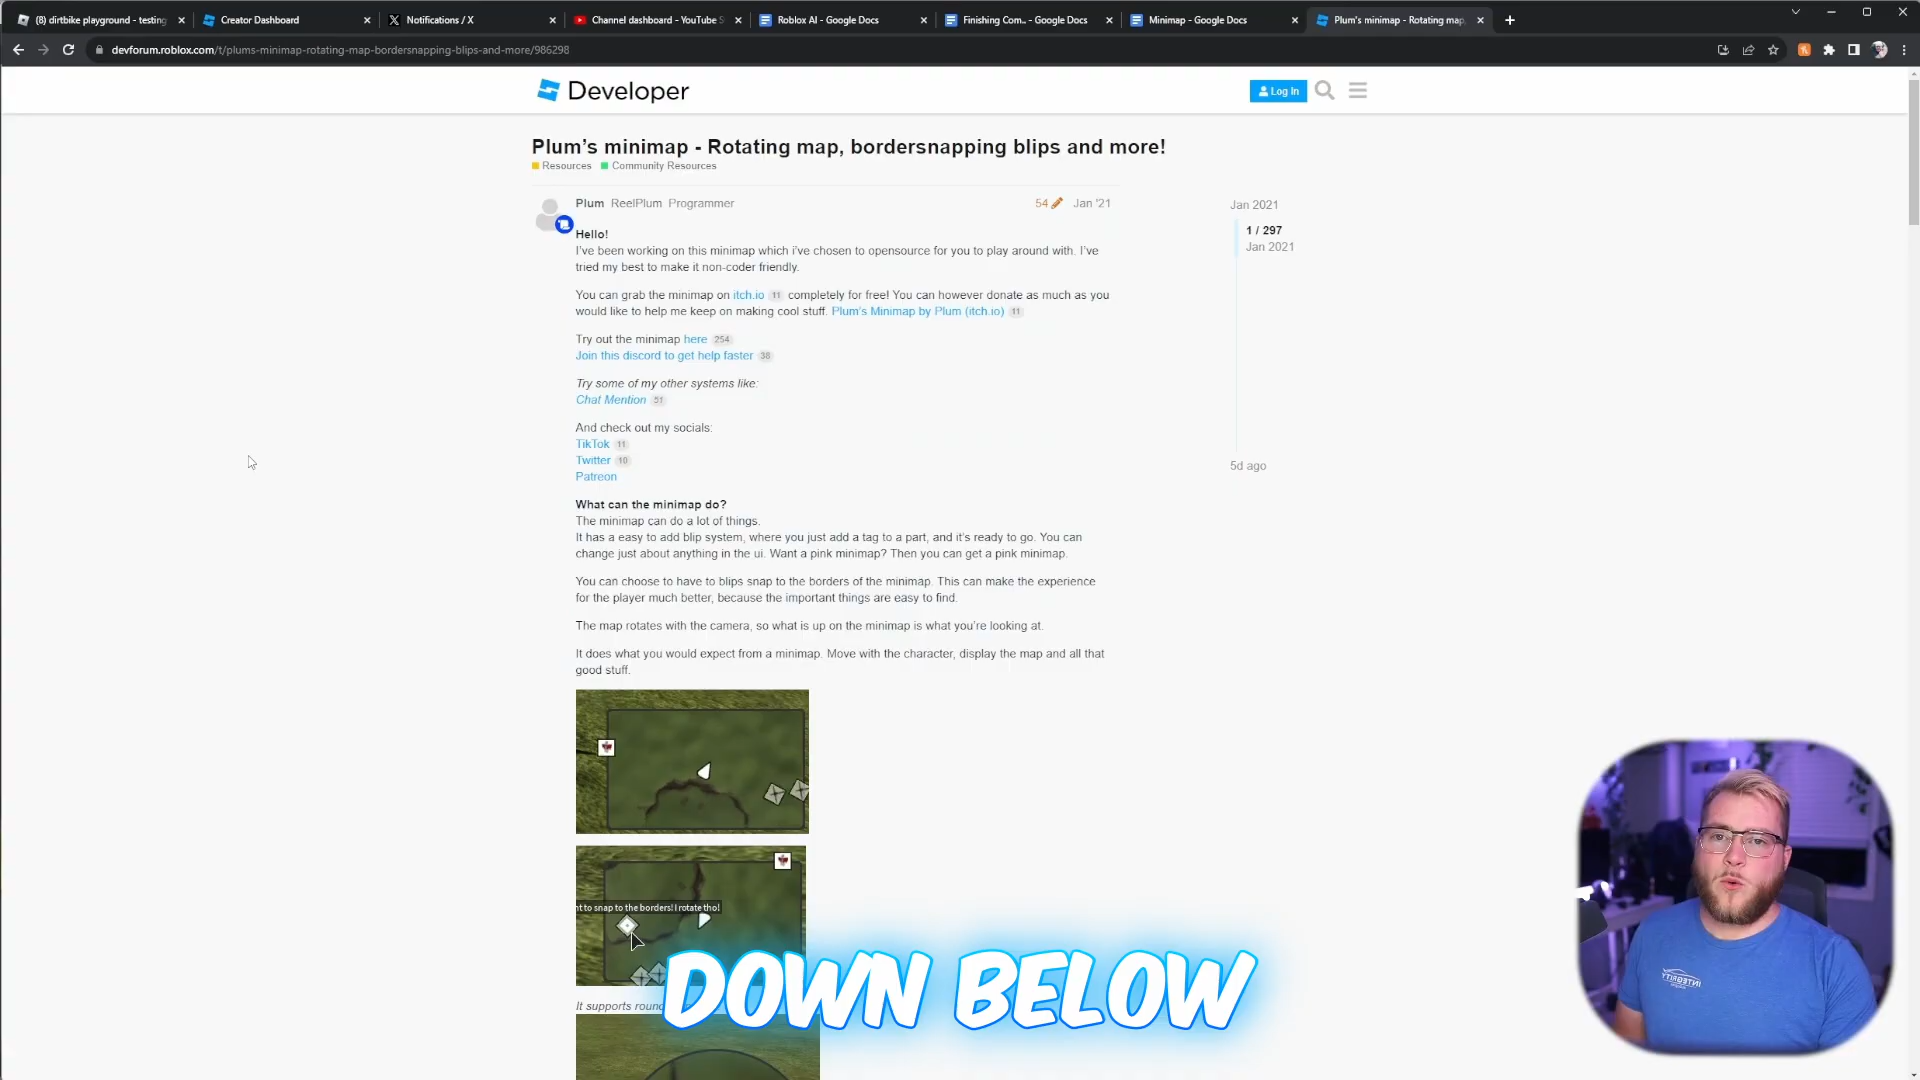 (8) dirtbike playground - testing
Creator Dashboard
Notifications / X
Channel dashboard - YouTube S
Roblox AI - Google Docs
Finishing Com.. - Google Docs
Minimap - Google Docs
Plum's minimap - Rotating map,
devforum.roblox.com/t/plums-minimap-rotating-map-bordersnapping-blips-and-more/986298
Developer
Log In
Plum's minimap - Rotating map, bordersnapping blips and more!
Resources Community Resources
Plum ReelPlum Programmer 54 Jan '21
Jan 2021
1 / 297
Jan 2021
5d ago
Hello!
I've been working on this minimap which i've chosen to opensource for you to play around with. I've
tried my best to make it non-coder friendly.
You can grab the minimap on itch.io 11 completely for free! You can however donate as much as you
would like to help me keep on making cool stuff. Plum's Minimap by Plum (itch.io) 11
Try out the minimap here 254
Join this discord to get help faster 38
Try some of my other systems like:
Chat Mention 51
And check out my socials:
TikTok 11
Twitter 10
Patreon
What can the minimap do?
The minimap can do a lot of things.
It has a easy to add blip system, where you just add a tag to a part, and it's ready to go. You can
change just about anything in the ui. Want a pink minimap? Then you can get a pink minimap.
You can choose to have to blips snap to the borders of the minimap. This can make the experience
for the player much better, because the important things are easy to find.
The map rotates with the camera, so what is up on the minimap is what you're looking at.
It does what you would expect from a minimap. Move with the character, display the map and all that
good stuff.
nt to snap to the borders! I rotate tho!
It supports round
DOWN BELOW
INTEGRITY